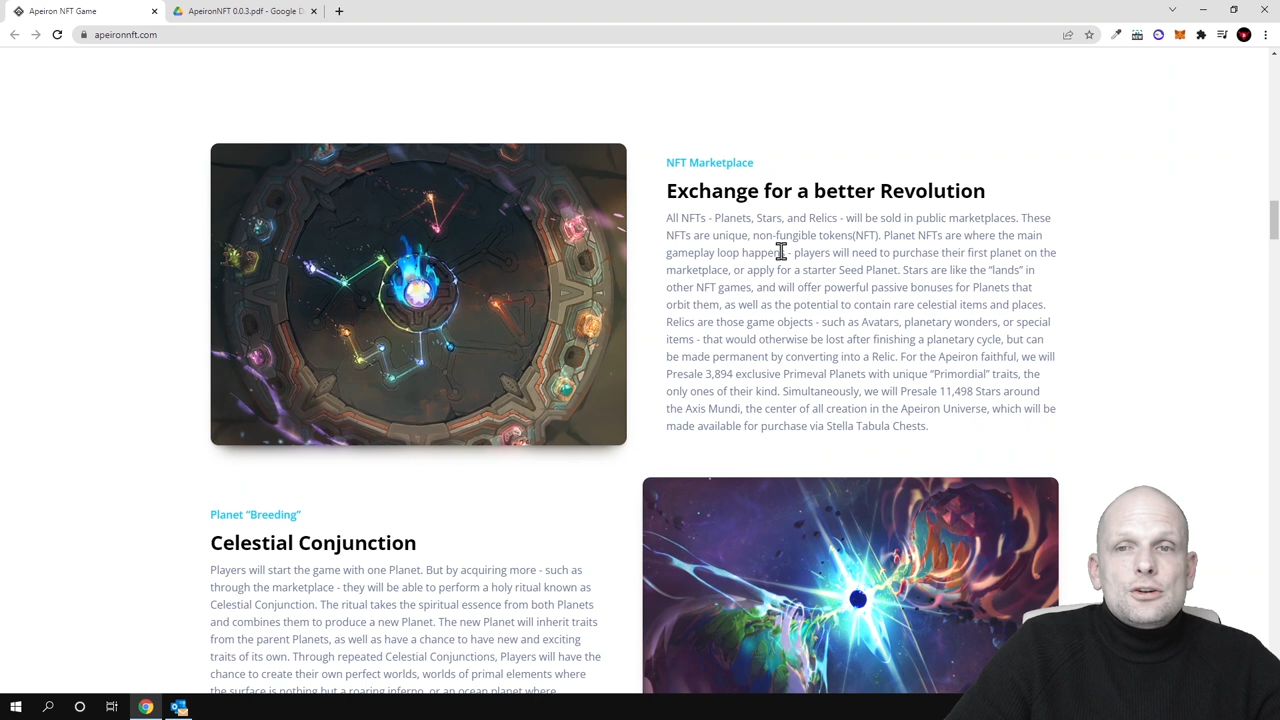 Apeiron NFT Game
ApeironNFT 0.0.3.pdf - Google D
apeironnft.com
NFT Marketplace
Exchange for a better Revolution
All NFTs - Planets, Stars, and Relics - will be sold in public marketplaces. These
NFTs are unique, non-fungible tokens(NFT). Planet NFTs are where the main
gameplay loop happens - players will need to purchase their first planet on the
marketplace, or apply for a starter Seed Planet. Stars are like the “lands” in
other NFT games, and will offer powerful passive bonuses for Planets that
orbit them, as well as the potential to contain rare celestial items and places.
Relics are those game objects - such as Avatars, planetary wonders, or special
items - that would otherwise be lost after finishing a planetary cycle, but can
be made permanent by converting into a Relic. For the Apeiron faithful, we will
Presale 3,894 exclusive Primeval Planets with unique “Primordial” traits, the
only ones of their kind. Simultaneously, we will Presale 11,498 Stars around
the Axis Mundi, the center of all creation in the Apeiron Universe, which will be
made available for purchase via Stella Tabula Chests.
Planet “Breeding”
Celestial Conjunction
Players will start the game with one Planet. But by acquiring more - such as
through the marketplace - they will be able to perform a holy ritual known as
Celestial Conjunction. The ritual takes the spiritual essence from both Planets
and combines them to produce a new Planet. The new Planet will inherit traits
from the parent Planets, as well as have a chance to have new and exciting
traits of its own. Through repeated Celestial Conjunctions, Players will have the
chance to create their own perfect worlds, worlds of primal elements where
the surface is nothing but a roaring inferno, or an ocean planet where